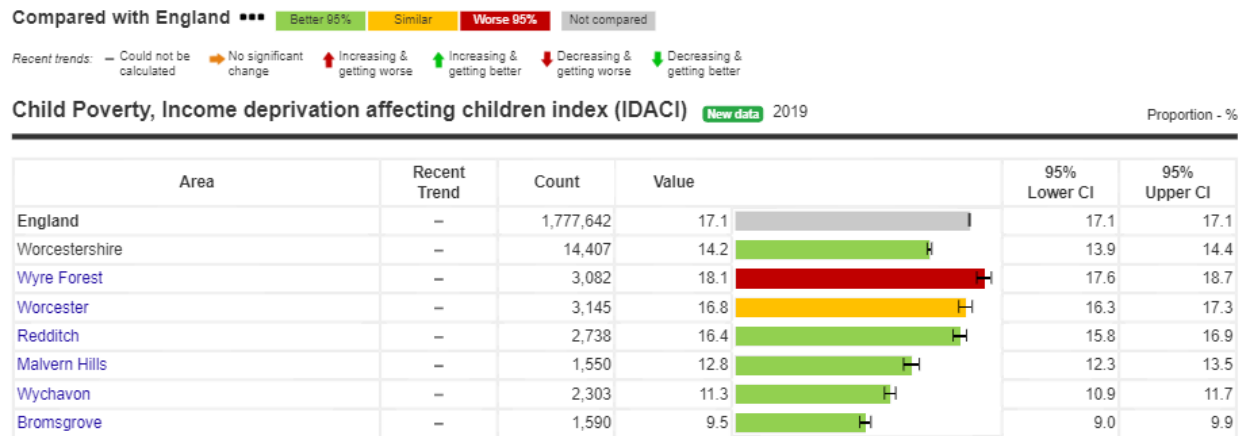 Compared with England ••• Better 95% Similar Worse 95% Not compared
Recent trends: – Could not be calculated No significant change Increasing & getting worse Increasing & getting better Decreasing & getting worse Decreasing & getting better
Child Poverty, Income deprivation affecting children index (IDACI) New data 2019 Proportion - %
Area Recent Trend Count Value 95% Lower CI 95% Upper CI
England – 1,777,642 17.1 17.1 17.1
Worcestershire – 14,407 14.2 13.9 14.4
Wyre Forest – 3,082 18.1 17.6 18.7
Worcester – 3,145 16.8 16.3 17.3
Redditch – 2,738 16.4 15.8 16.9
Malvern Hills – 1,550 12.8 12.3 13.5
Wychavon – 2,303 11.3 10.9 11.7
Bromsgrove – 1,590 9.5 9.0 9.9